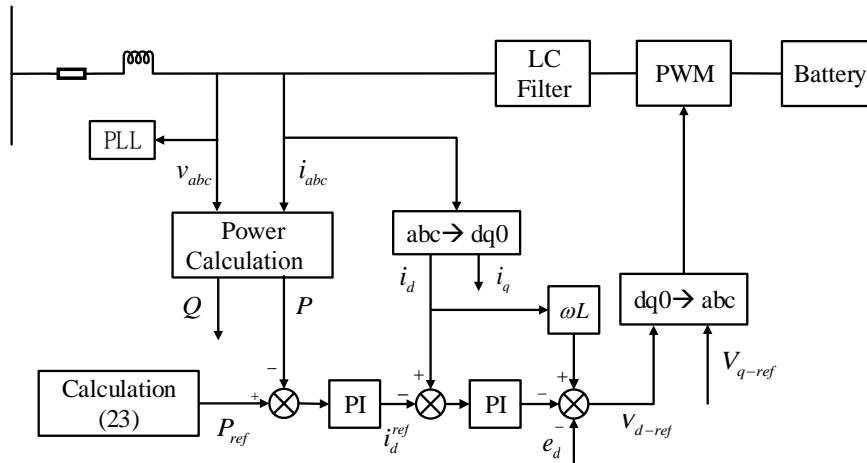 LC
Filter
PWM
Battery
PLL
v_abc
i_abc
Power
Calculation
abc→dq0
i_d
i_q
Q
P
ωL
dq0→abc
V_q-ref
−
+
+
Calculation
(23)
+
P_ref
PI
−
i_d^ref
PI
−
−
e_d
v_d-ref